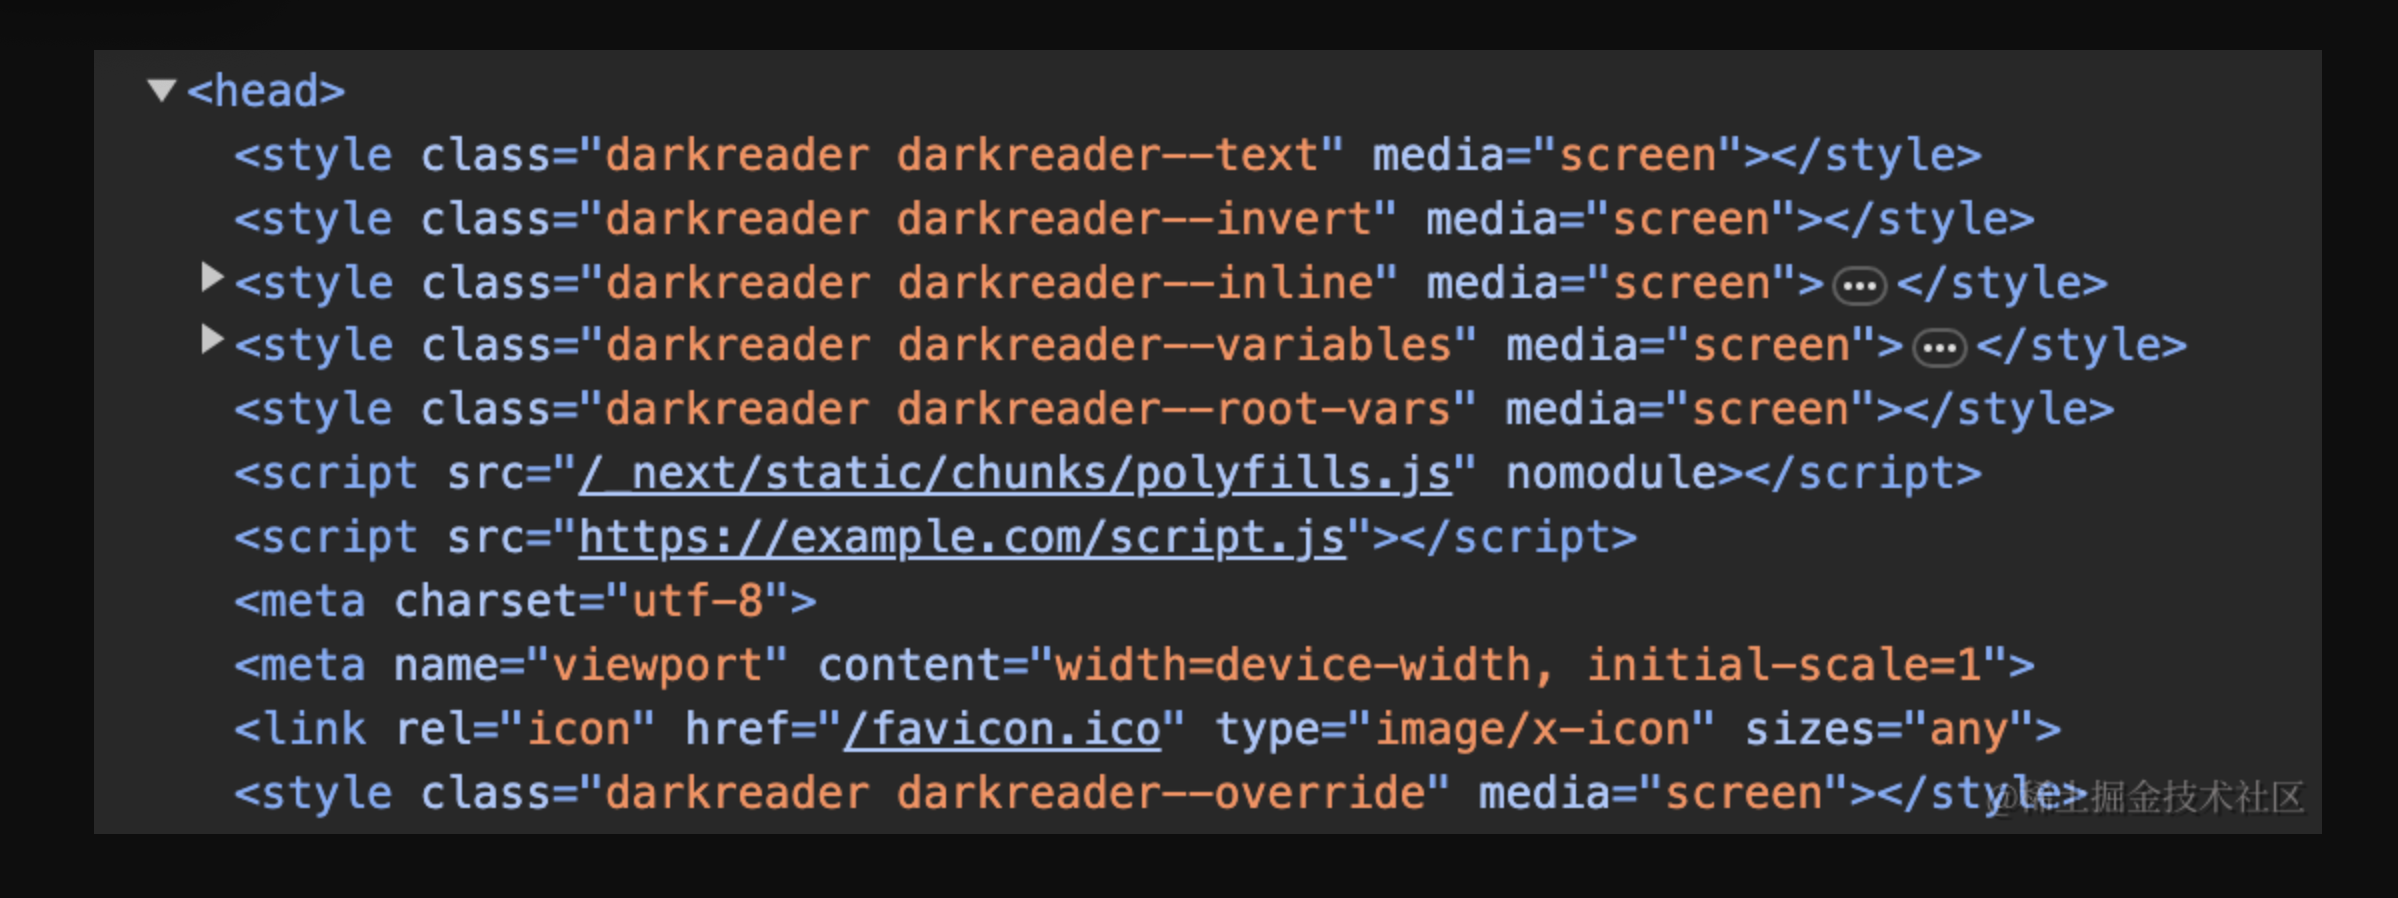 <head>
<style class="darkreader darkreader--text" media="screen"></style>
<style class="darkreader darkreader--invert" media="screen"></style>
<style class="darkreader darkreader--inline" media="screen">…</style>
<style class="darkreader darkreader--variables" media="screen">…</style>
<style class="darkreader darkreader--root-vars" media="screen"></style>
<script src="/_next/static/chunks/polyfills.js" nomodule></script>
<script src="https://example.com/script.js"></script>
<meta charset="utf-8">
<meta name="viewport" content="width=device-width, initial-scale=1">
<link rel="icon" href="/favicon.ico" type="image/x-icon" sizes="any">
<style class="darkreader darkreader--override" media="screen"></style>
@稀土掘金技术社区